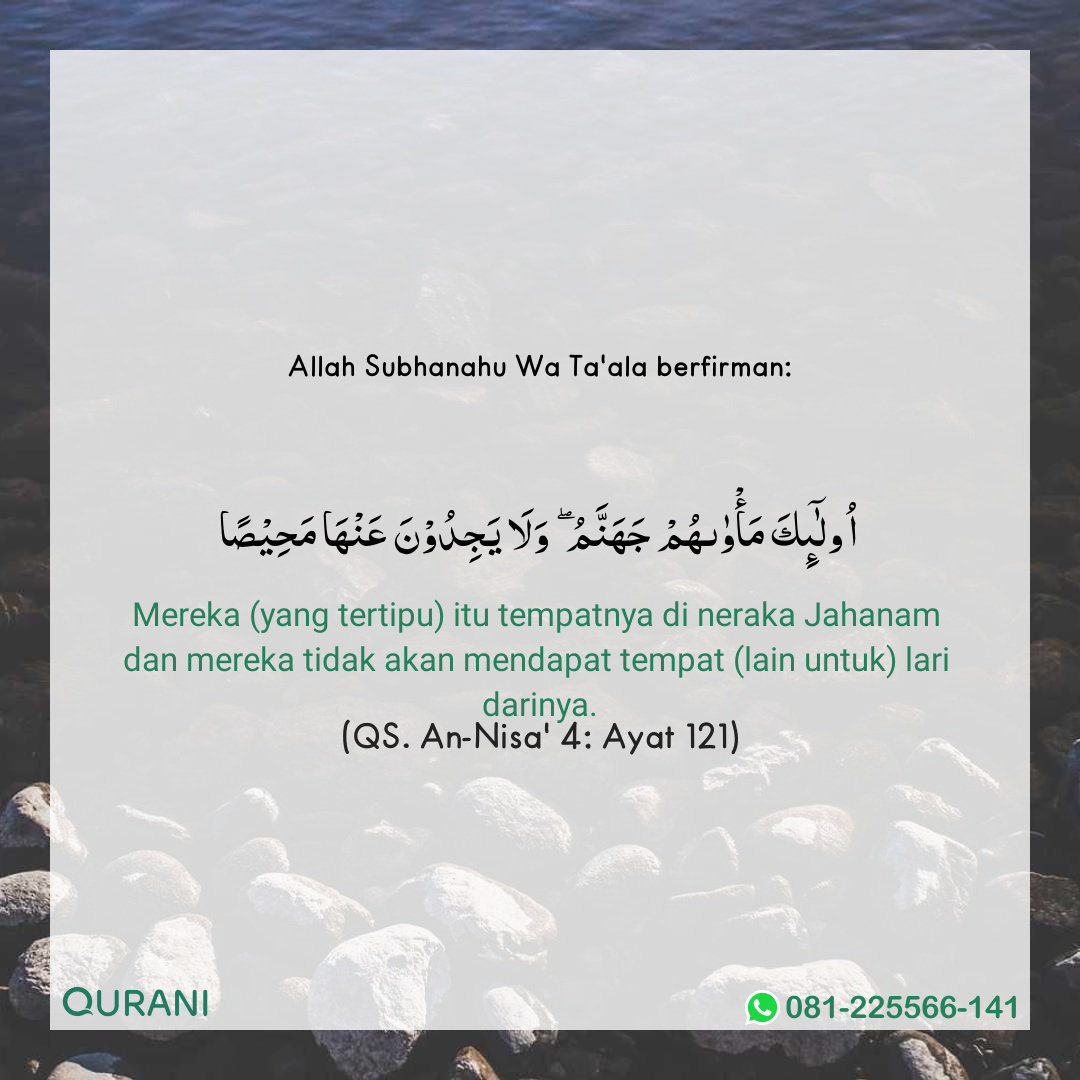 Allah Subhanahu Wa Ta'ala berfirman:
اُولٰٓئِكَ مَأْوٰٮهُمْ جَهَنَّمُ ۖ وَلَا يَجِدُوْنَ عَنْهَا مَحِيْصًا
Mereka (yang tertipu) itu tempatnya di neraka Jahanam
dan mereka tidak akan mendapat tempat (lain untuk) lari
darinya.
(QS. An-Nisa' 4: Ayat 121)
QURANI
081-225566-141